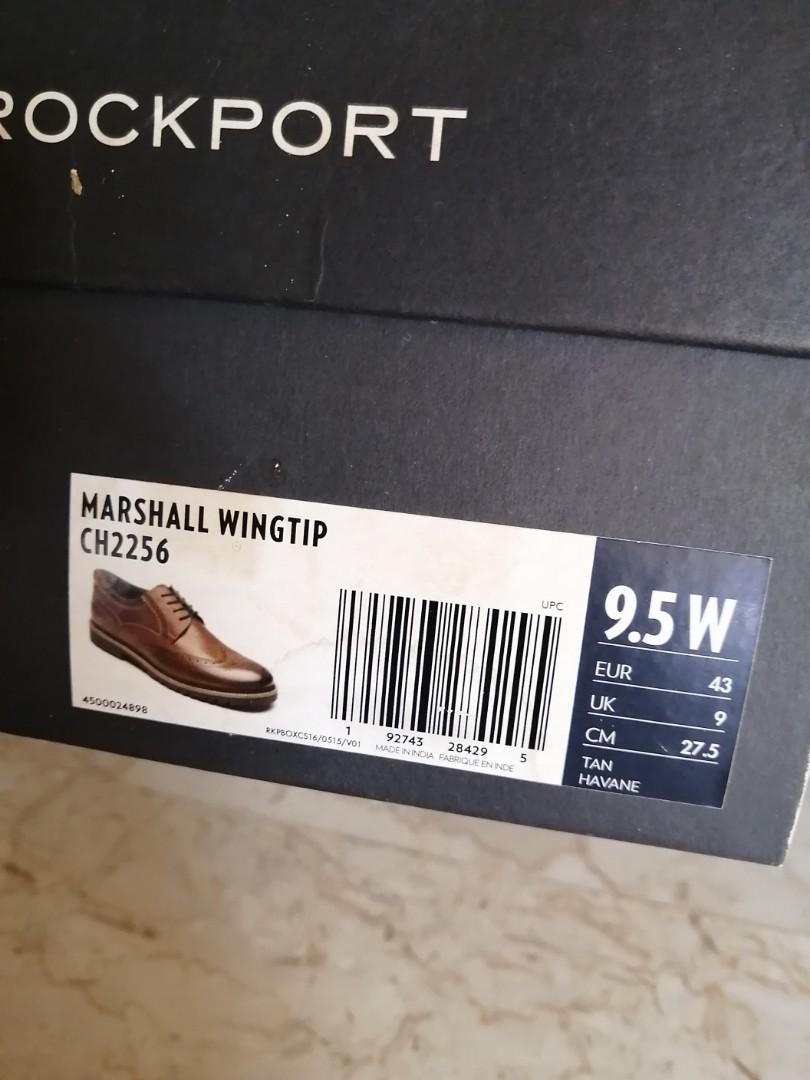 ROCKPORT
MARSHALL WINGTIP
CH2256
UPC
4500024898
RKPBOXCS16/0515/V01
1 92743 28429 5
MADE IN INDIA FABRIQUE EN INDE
9.5 W
EUR 43
UK 9
CM 27.5
TAN
HAVANE